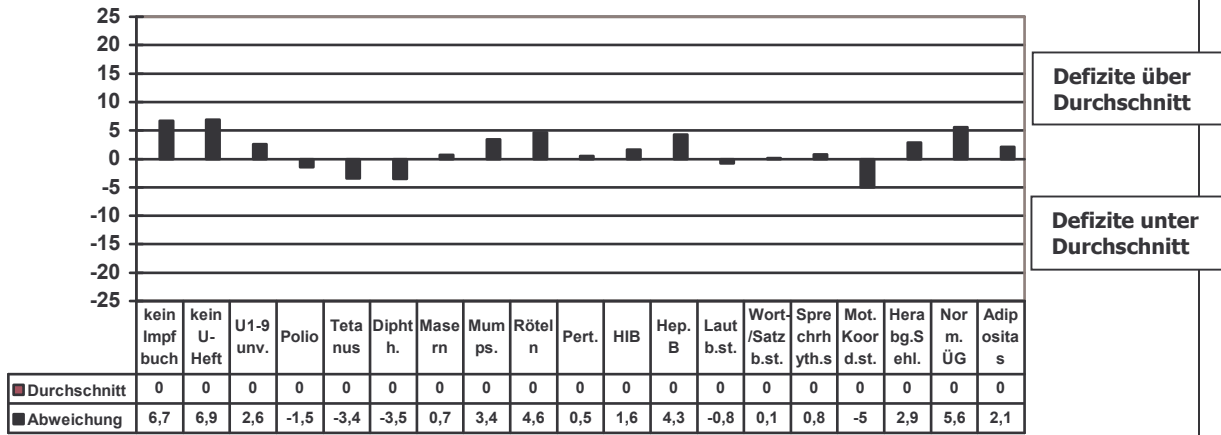 25
20
15
10
5
0
-5
-10
-15
-20
-25
Defizite über
Durchschnitt
Defizite unter
Durchschnitt
kein Impf buch
kein U- Heft
U1-9 unv.
Polio
Teta nus
Dipht h.
Mase rn
Mum ps.
Rötel n
Pert.
HIB
Hep. B
Laut b.st.
Wort- /Satz b.st.
Spre chrh yth.s
Mot. Koor d.st.
Hera bg.S ehl.
Nor m. ÜG
Adip osita s
Durchschnitt 0 0 0 0 0 0 0 0 0 0 0 0 0 0 0 0 0 0 0
Abweichung 6,7 6,9 2,6 -1,5 -3,4 -3,5 0,7 3,4 4,6 0,5 1,6 4,3 -0,8 0,1 0,8 -5 2,9 5,6 2,1